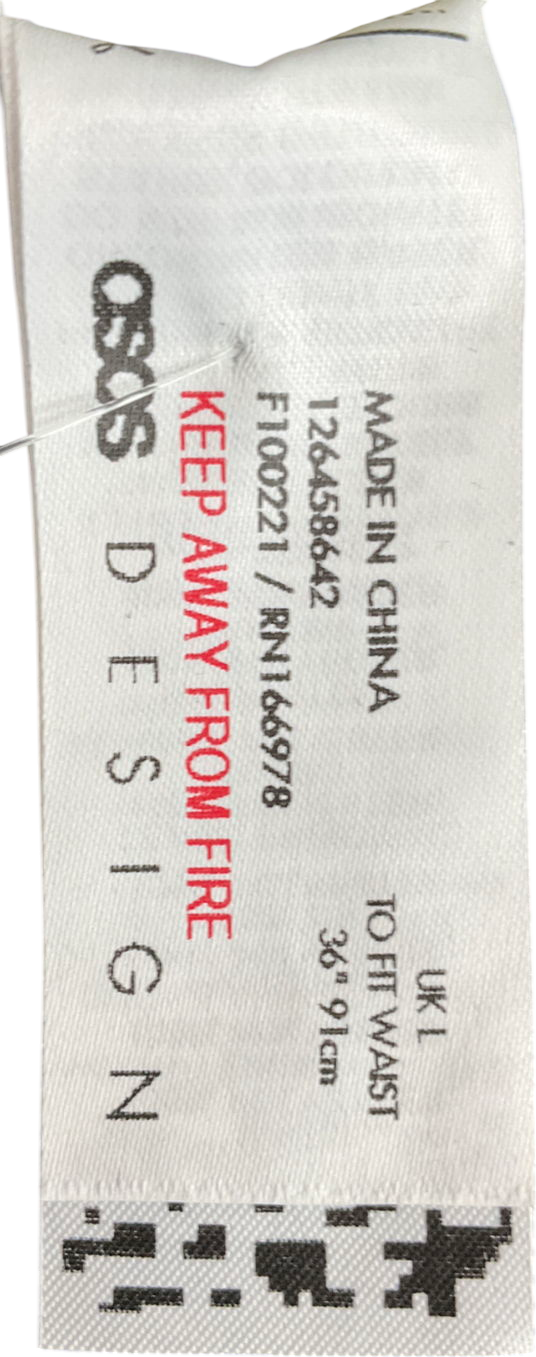 UK L
TO FIT WAIST
36" 91cm
MADE IN CHINA
126458642
F100221 / RN166978
KEEP AWAY FROM FIRE
asos DESIGN